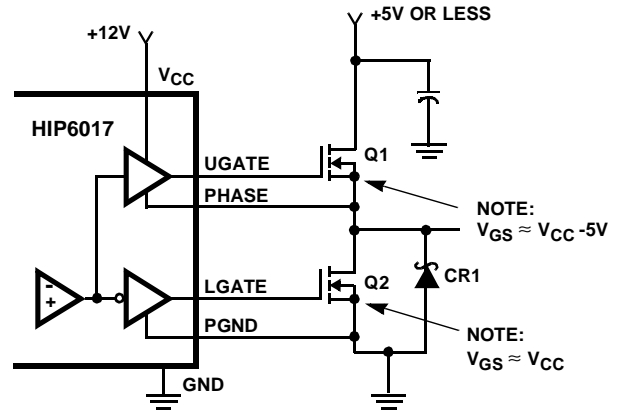 +5V OR LESS
+12V
VCC
HIP6017
UGATE
Q1
PHASE
NOTE:
VGS ≈ VCC -5V
- +
LGATE
Q2
CR1
PGND
NOTE:
VGS ≈ VCC
GND